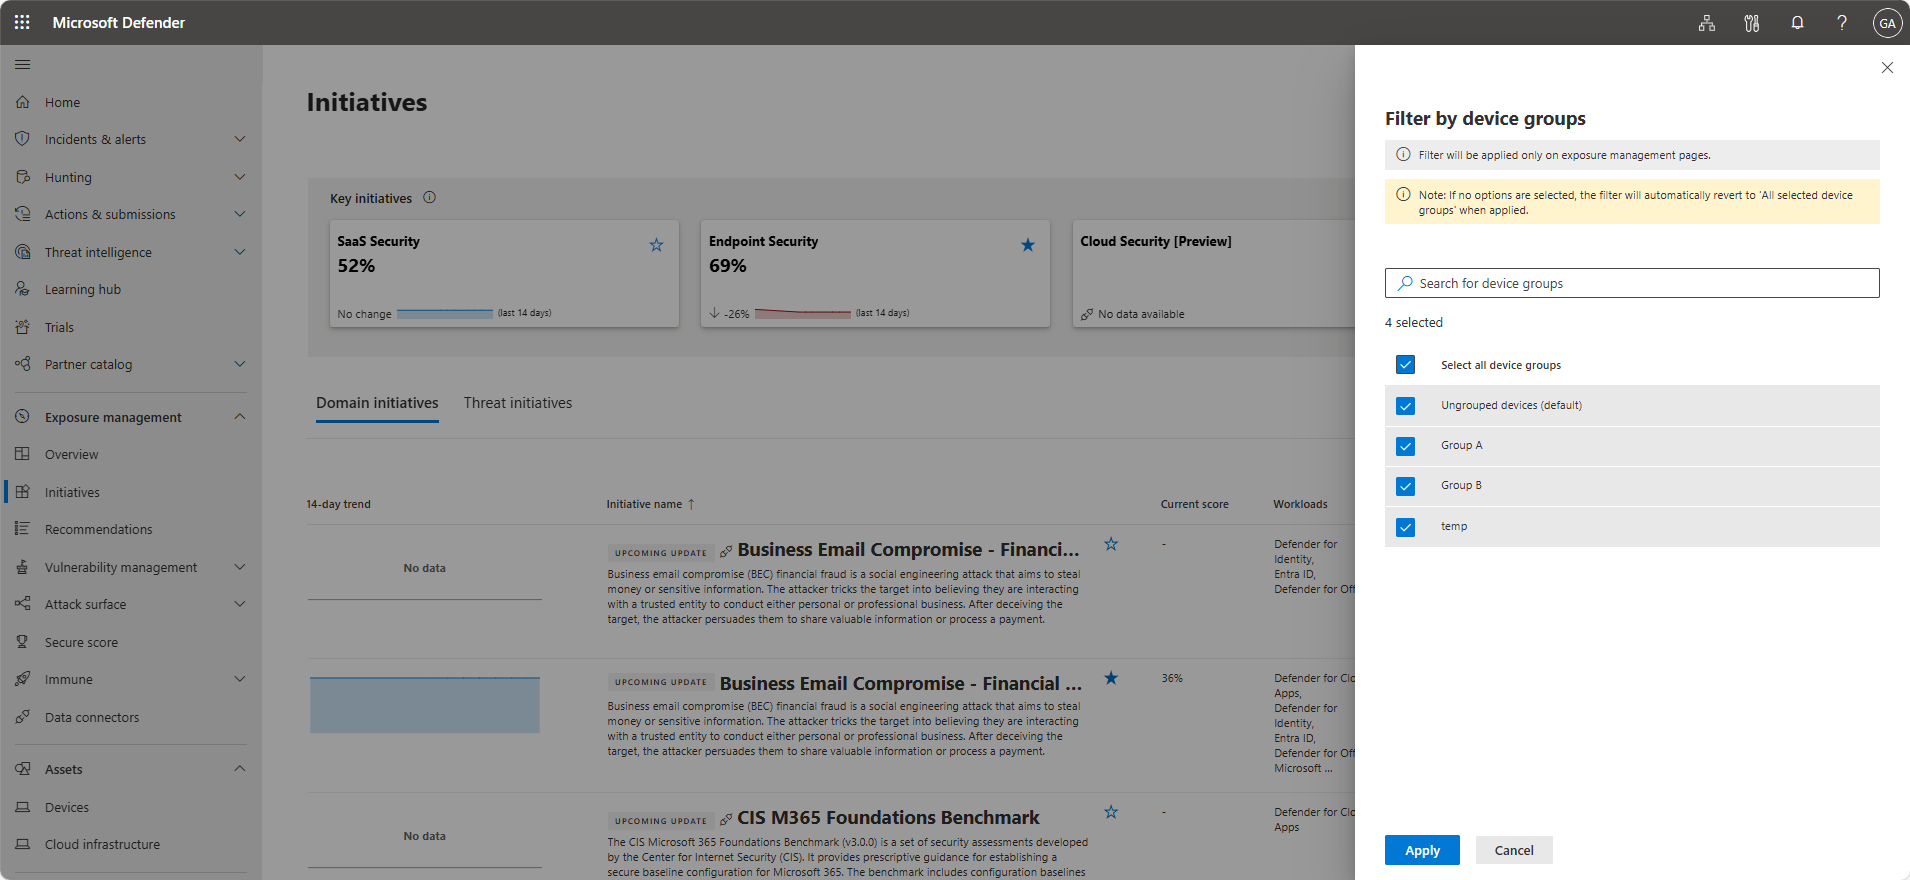 Microsoft Defender
GA
Home
Incidents & alerts
Hunting
Actions & submissions
Threat intelligence
Learning hub
Trials
Partner catalog
Exposure management
Overview
Initiatives
Recommendations
Vulnerability management
Attack surface
Secure score
Immune
Data connectors
Assets
Devices
Cloud infrastructure
Initiatives
Key initiatives
SaaS Security
52%
No change
(last 14 days)
Endpoint Security
69%
-26%
(last 14 days)
Cloud Security [Preview]
No data available
Domain initiatives
Threat initiatives
14-day trend
Initiative name ↑
Current score
Workloads
No data
UPCOMING UPDATE
Business Email Compromise - Financi...
Business email compromise (BEC) financial fraud is a social engineering attack that aims to steal
money or sensitive information. The attacker tricks the target into believing they are interacting
with a trusted entity to conduct either personal or professional business. After deceiving the
target, the attacker persuades them to share valuable information or process a payment.
-
Defender for
Identity,
Entra ID,
Defender for Off
UPCOMING UPDATE
Business Email Compromise - Financial ...
Business email compromise (BEC) financial fraud is a social engineering attack that aims to steal
money or sensitive information. The attacker tricks the target into believing they are interacting
with a trusted entity to conduct either personal or professional business. After deceiving the
target, the attacker persuades them to share valuable information or process a payment.
36%
Defender for Clo
Apps,
Defender for
Identity,
Entra ID,
Defender for Off
Microsoft ...
No data
UPCOMING UPDATE
CIS M365 Foundations Benchmark
The CIS Microsoft 365 Foundations Benchmark (v3.0.0) is a set of security assessments developed
by the Center for Internet Security (CIS). It provides prescriptive guidance for establishing a
secure baseline configuration for Microsoft 365. The benchmark includes configuration baselines
-
Defender for Clo
Apps
Filter by device groups
Filter will be applied only on exposure management pages.
Note: If no options are selected, the filter will automatically revert to 'All selected device
groups' when applied.
Search for device groups
4 selected
Select all device groups
Ungrouped devices (default)
Group A
Group B
temp
Apply
Cancel